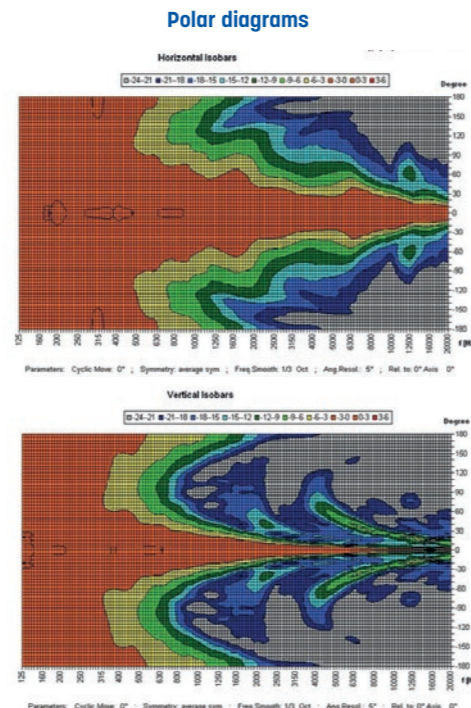 Polar diagrams
Horizontal Isobars
-24--21 -21--18 -18--15 -15--12 -12--9 -9--6 -6--3 -3-0 0-3 3-6
Degree
180
150
120
90
60
30
0
-30
-60
-90
-120
-150
-180
125 160 200 250 315 400 500 630 800 1000 1250 1600 2000 2500 3150 4000 5000 6300 8000 10000 12500 16000 20000
Parameters: Cyclic Move: 0° ; Symmetry: average sym ; Freq.Smooth: 1/3 Oct ; Ang.Resol.: 5° ; Rel. to: 0° Axis 0°
Vertical Isobars
-24--21 -21--18 -18--15 -15--12 -12--9 -9--6 -6--3 -3-0 0-3 3-6
Degree
180
150
120
90
60
30
0
-30
-60
-90
-120
-150
-180
125 160 200 250 315 400 500 630 800 1000 1250 1600 2000 2500 3150 4000 5000 6300 8000 10000 12500 16000 20000
Parameters: Cyclic Move: 0° ; Symmetry: average sym ; Freq.Smooth: 1/3 Oct ; Ang.Resol.: 5° ; Rel. to: 0° Axis 0°